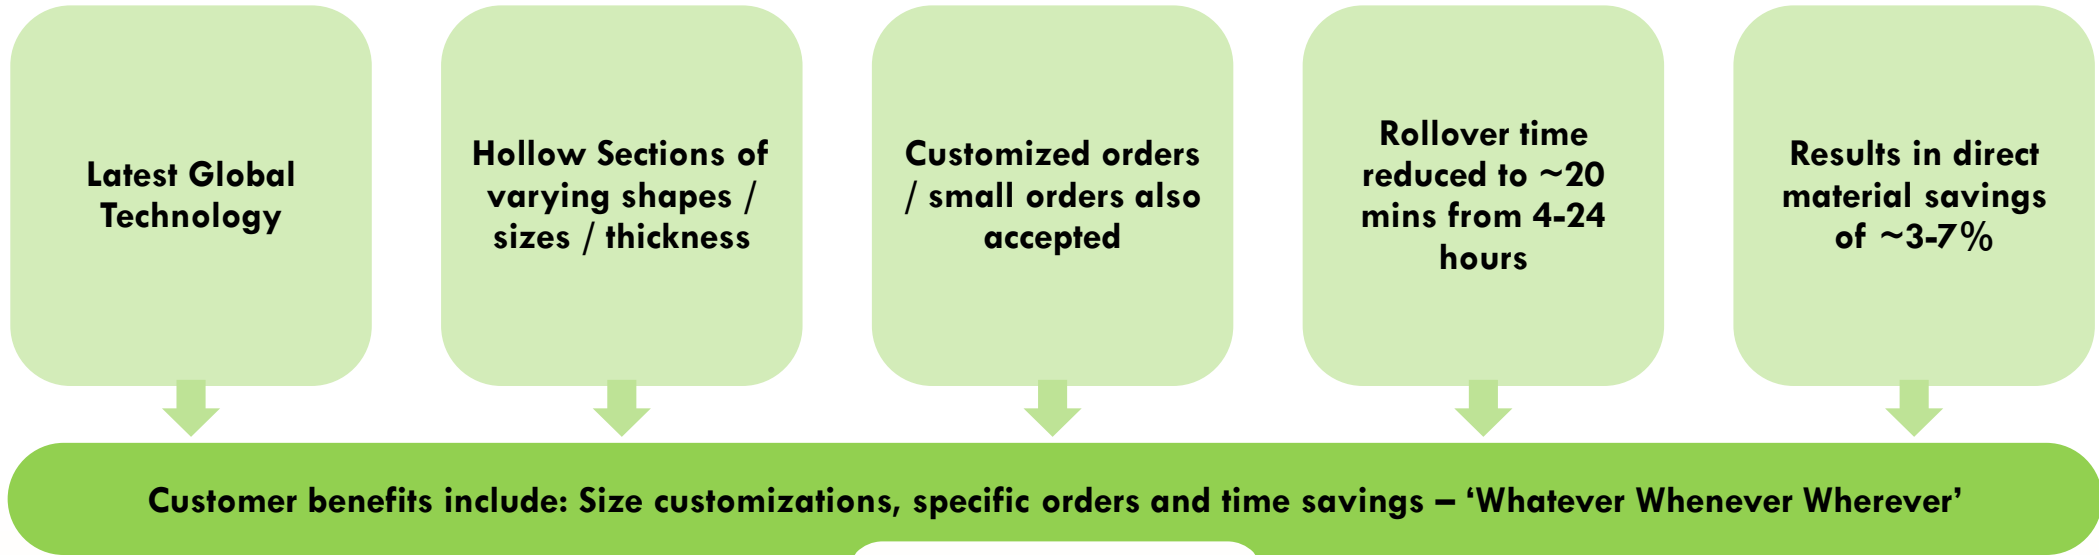 Latest Global
Technology
Hollow Sections of
varying shapes /
sizes / thickness
Customized orders
/ small orders also
accepted
Rollover time
reduced to ~20
mins from 4-24
hours
Results in direct
material savings
of ~3-7%
Customer benefits include: Size customizations, specific orders and time savings – ‘Whatever Whenever Wherever’